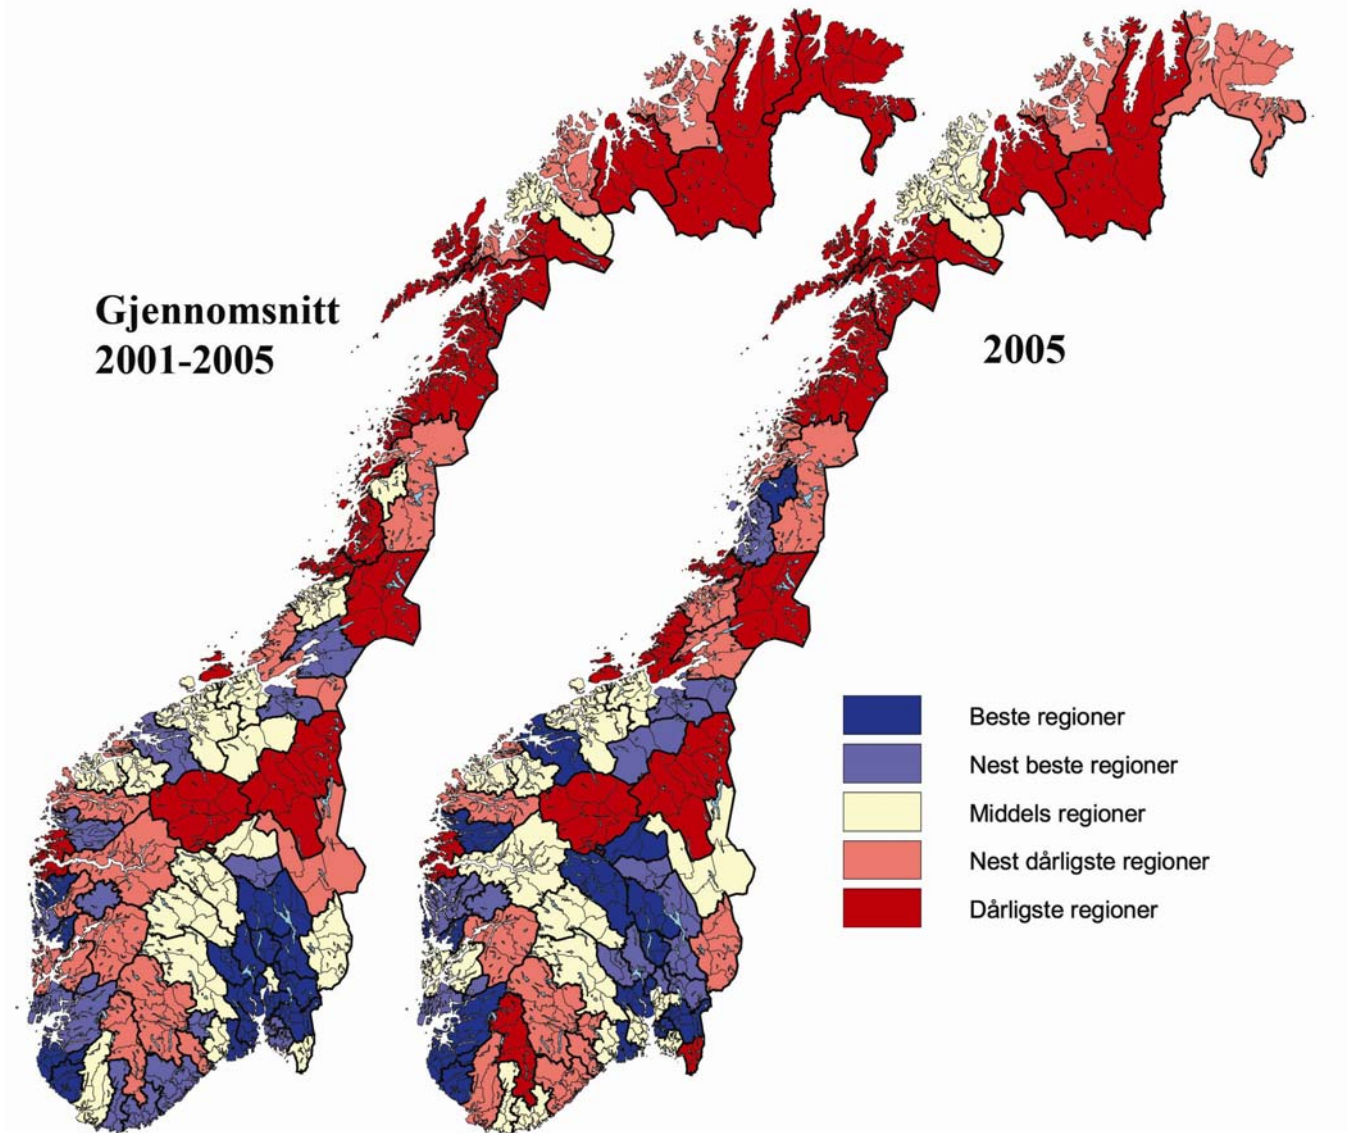 Gjennomsnitt
2001-2005
2005
Beste regioner
Nest beste regioner
Middels regioner
Nest dårligste regioner
Dårligste regioner